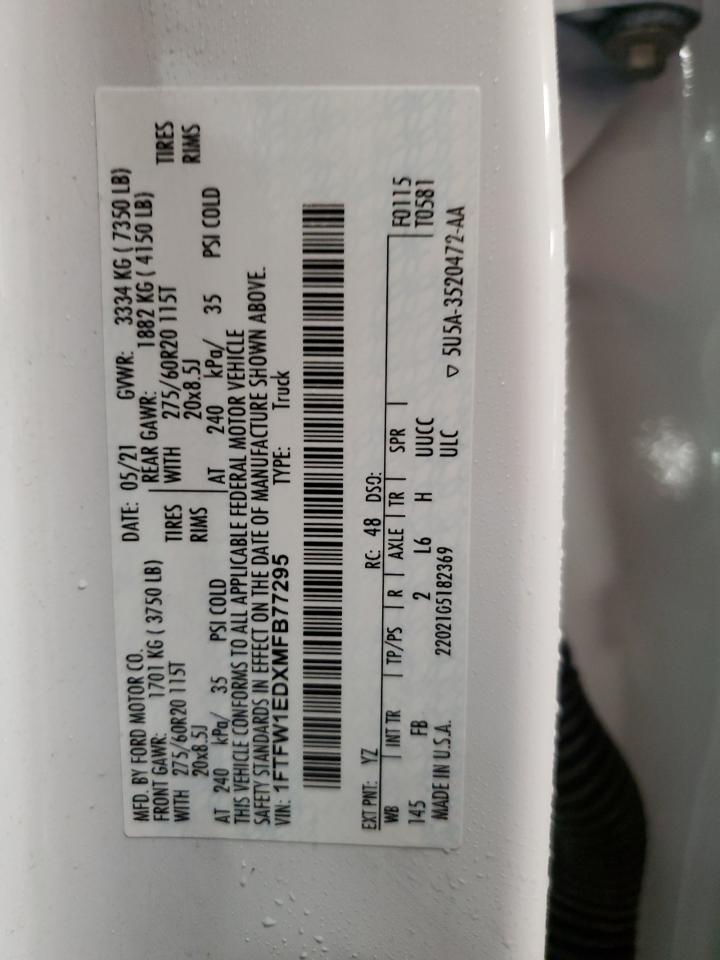 MFD. BY FORD MOTOR CO.
DATE: 05/21 GVWR: 3334 KG ( 7350 LB)
FRONT GAWR: 1701 KG ( 3750 LB)
REAR GAWR: 1882 KG ( 4150 LB)
WITH 275/60R20 115T TIRES
WITH 275/60R20 115T TIRES
20x8.5J RIMS
20x8.5J RIMS
AT 240 kPa/ 35 PSI COLD
AT 240 kPa/ 35 PSI COLD
THIS VEHICLE CONFORMS TO ALL APPLICABLE FEDERAL MOTOR VEHICLE
SAFETY STANDARDS IN EFFECT ON THE DATE OF MANUFACTURE SHOWN ABOVE.
VIN: 1FTFW1EDXMFB77295 TYPE: Truck
EXT PNT: YZ RC: 48 DSO:
WB INT TR TP/PS R AXLE TR SPR F0115
145 FB 2 L6 H UUCC T0581
MADE IN U.S.A. 22021G5182369 ULC ▽ 5U5A-3520472-AA